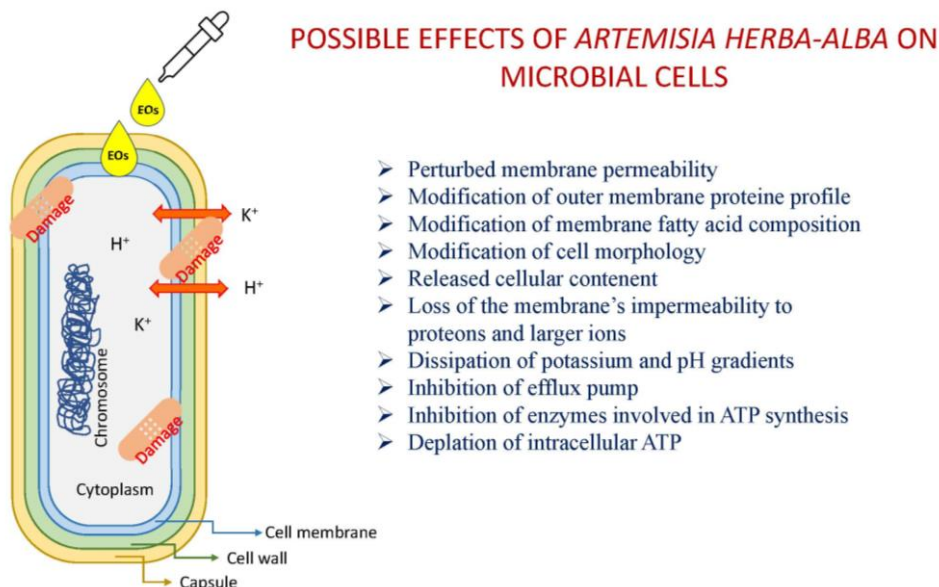 POSSIBLE EFFECTS OF ARTEMISIA HERBA-ALBA ON
MICROBIAL CELLS
EOs
EOs
Damage
K⁺
H⁺
Damage
H⁺
K⁺
Chromosome
Damage
Cytoplasm
Cell membrane
Cell wall
Capsule
➢ Perturbed membrane permeability
➢ Modification of outer membrane proteine profile
➢ Modification of membrane fatty acid composition
➢ Modification of cell morphology
➢ Released cellular contenent
➢ Loss of the membrane’s impermeability to
proteins and larger ions
➢ Dissipation of potassium and pH gradients
➢ Inhibition of efflux pump
➢ Inhibition of enzymes involved in ATP synthesis
➢ Deplation of intracellular ATP